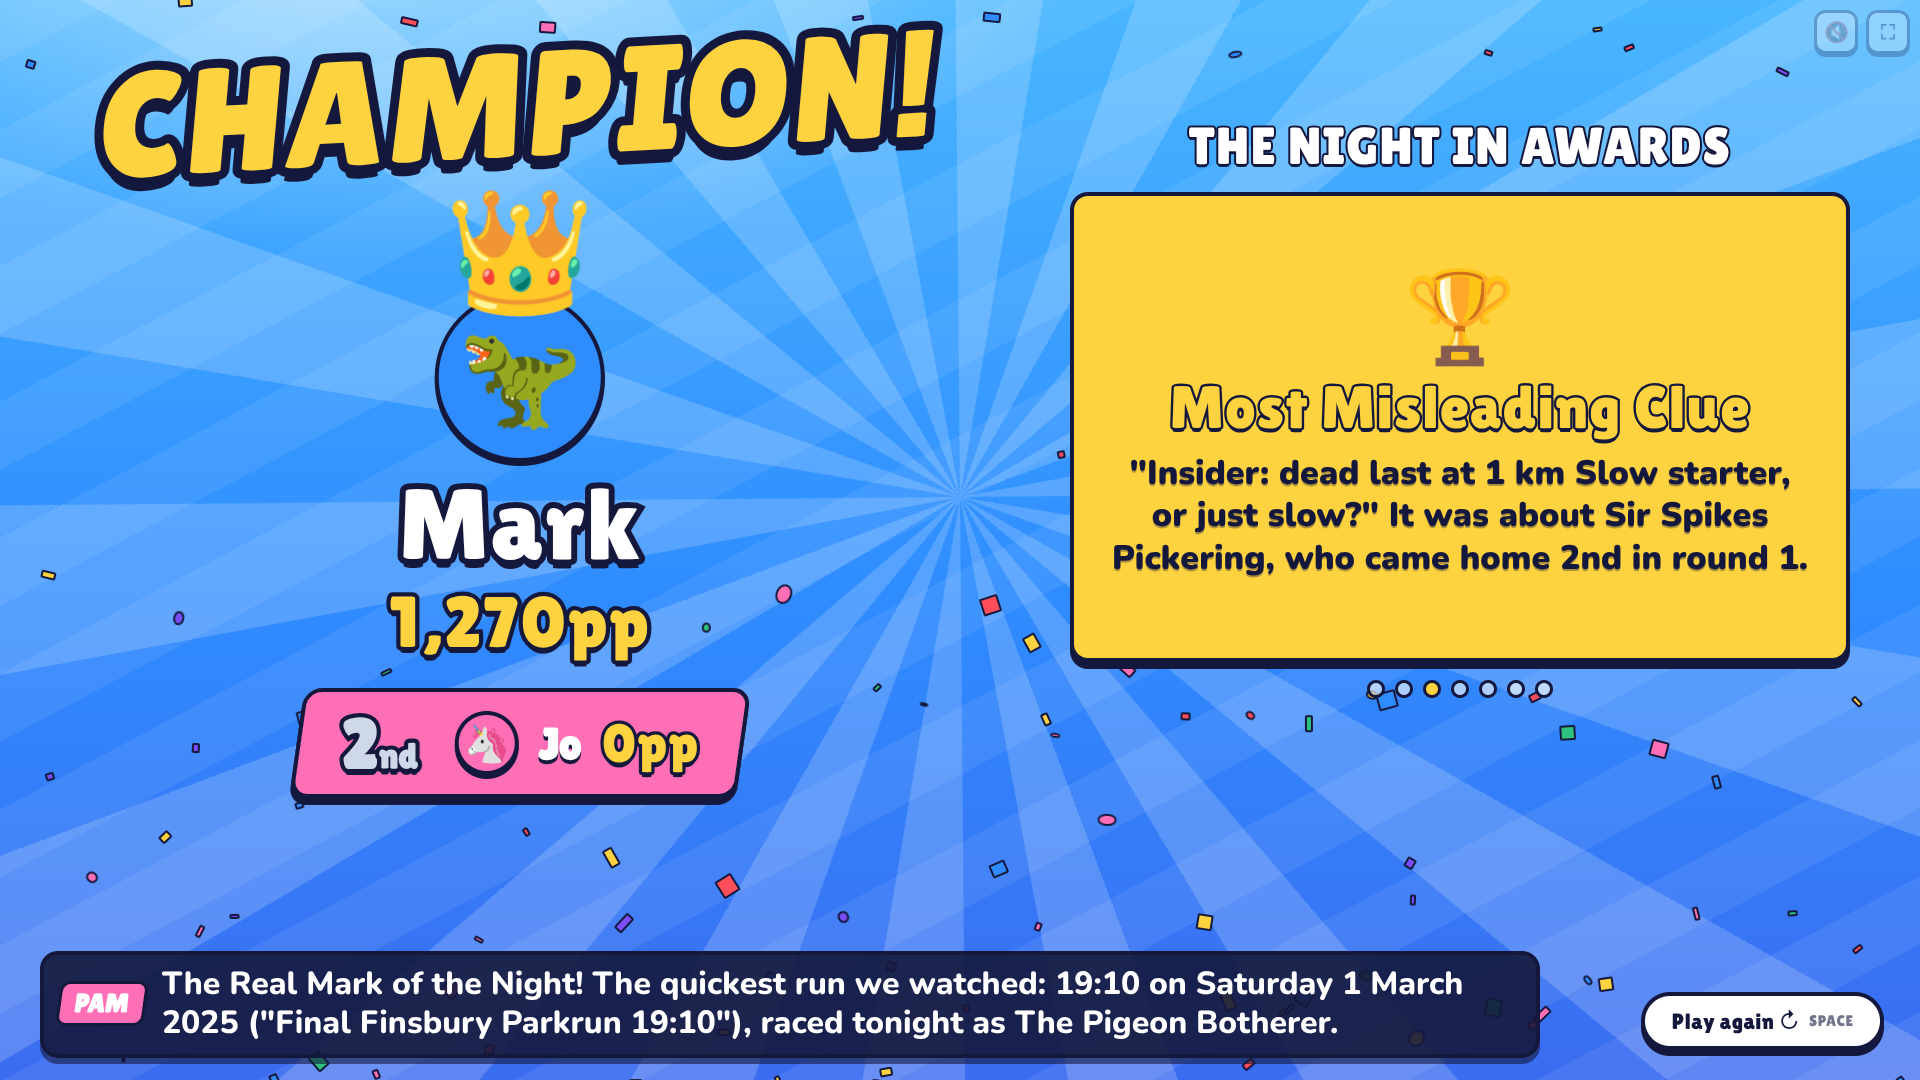 CHAMPION!
Mark
1,270pp
2nd Jo 0pp
THE NIGHT IN AWARDS
Most Misleading Clue
"Insider: dead last at 1 km Slow starter,
or just slow?" It was about Sir Spikes
Pickering, who came home 2nd in round 1.
PAM
The Real Mark of the Night! The quickest run we watched: 19:10 on Saturday 1 March
2025 ("Final Finsbury Parkrun 19:10"), raced tonight as The Pigeon Botherer.
Play again SPACE